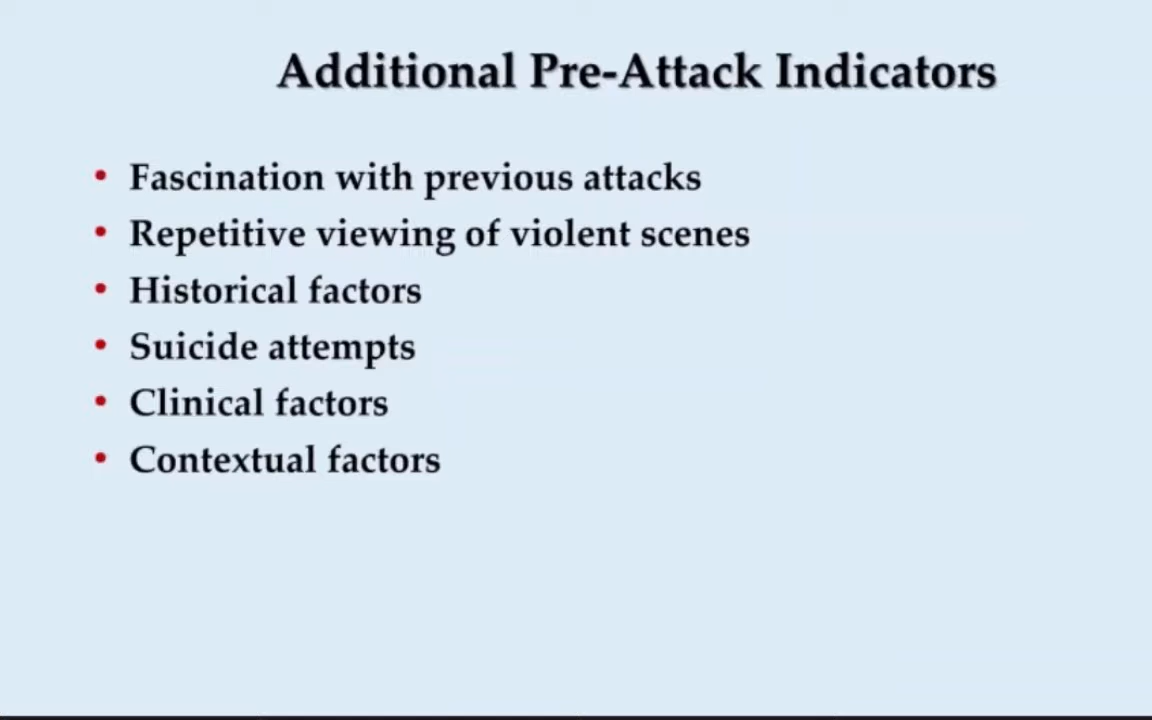 Additional Pre-Attack Indicators
• Fascination with previous attacks
• Repetitive viewing of violent scenes
• Historical factors
• Suicide attempts
• Clinical factors
• Contextual factors